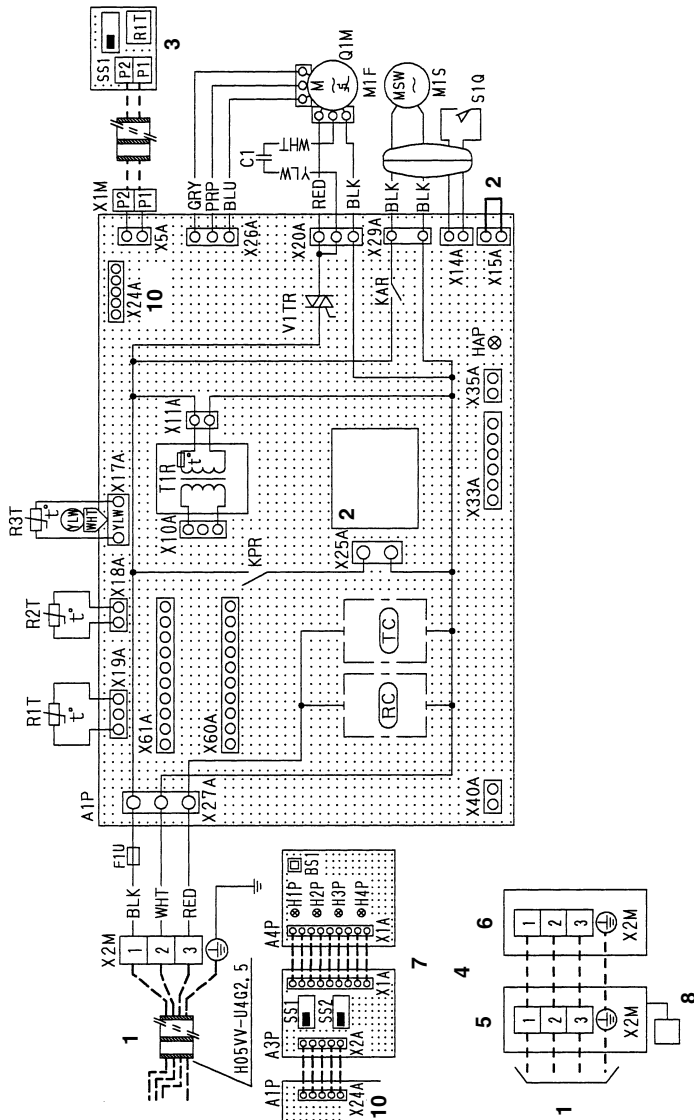 3
SS1
R1T
P2
P1
X1M
P2
P1
X5A
X24A
10
GRY
PRP
BLU
X26A
M
Q1M
M1F
C1
YLW
WHT
RED
BLK
X20A
V1TR
MSW
M1S
BLK
BLK
X29A
KAR
S1Q
X14A
2
X15A
HAP
X35A
X33A
R3T
t°
YLW
WHT
YLW
X17A
R2T
t°
X18A
R1T
t°
X19A
X11A
T1R
t°
X10A
KPR
2
X25A
X61A
X60A
TC
RC
A1P
X27A
X40A
F1U
BLK
WHT
RED
X2M
1
2
3
1
H05VV-U4G2,5
A4P
H1P
H2P
H3P
H4P
BS1
X1A
7
A3P
SS1
SS2
X1A
X2A
A1P
X24A
10
4
6
1
2
3
X2M
5
1
2
3
X2M
8
1